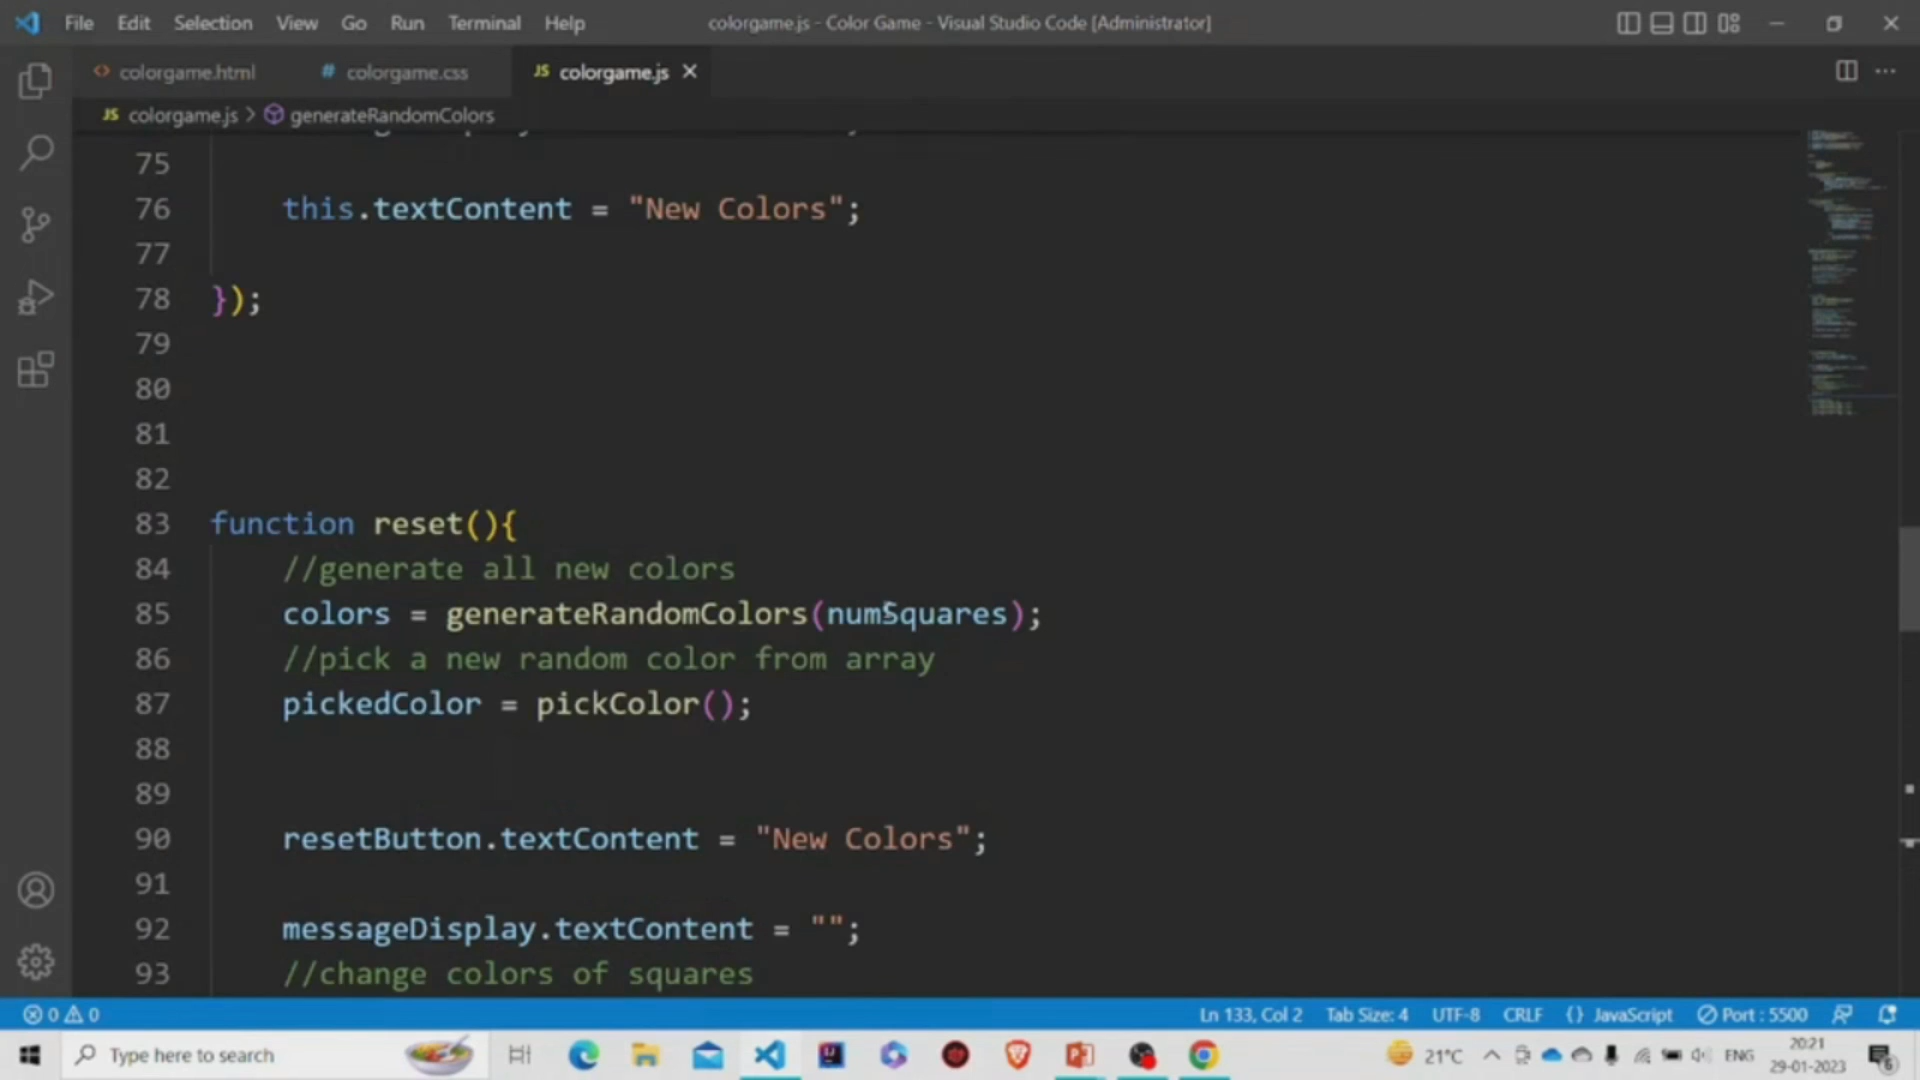 File Edit Selection View Go Run Terminal Help colorgame.js - Color Game - Visual Studio Code [Administrator]
<> colorgame.html # colorgame.css JS colorgame.js ×
JS colorgame.js > generateRandomColors
75
76 this.textContent = "New Colors";
77
78 });
79
80
81
82
83 function reset(){
84 //generate all new colors
85 colors = generateRandomColors(numSquares);
86 //pick a new random color from array
87 pickedColor = pickColor();
88
89
90 resetButton.textContent = "New Colors";
91
92 messageDisplay.textContent = "";
93 //change colors of squares
0 0 Ln 133, Col 2 Tab Size: 4 UTF-8 CRLF {} JavaScript Port : 5500
Type here to search 21°C ENG 20:21
29-01-2023 6